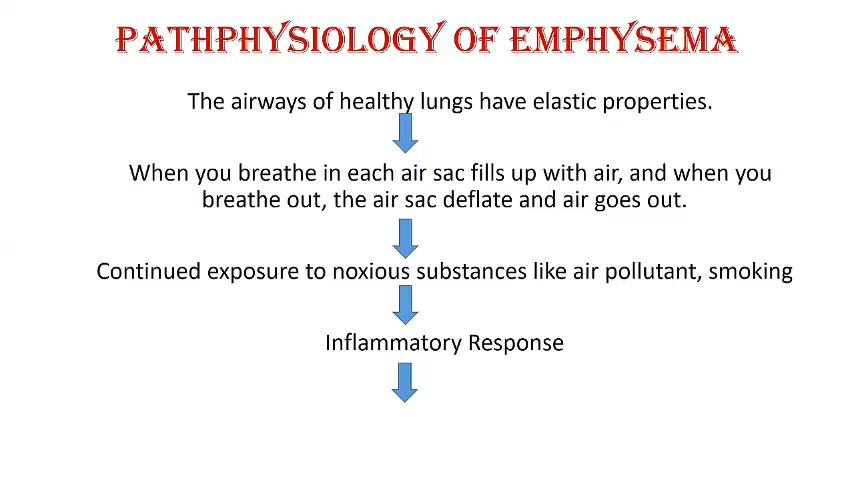 PATHPHYSIOLOGY OF EMPHYSEMA
The airways of healthy lungs have elastic properties.
When you breathe in each air sac fills up with air, and when you
breathe out, the air sac deflate and air goes out.
Continued exposure to noxious substances like air pollutant, smoking
Inflammatory Response